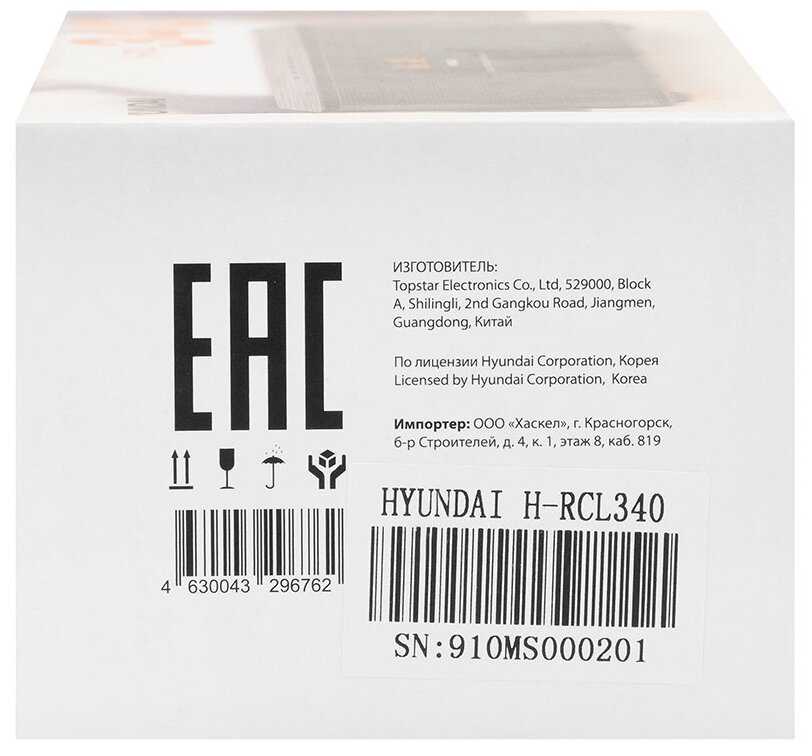 EAC
ИЗГОТОВИТЕЛЬ:
Topstar Electronics Co., Ltd, 529000, Block
A, Shilingli, 2nd Gangkou Road, Jiangmen,
Guangdong, Китай
По лицензии Hyundai Corporation, Корея
Licensed by Hyundai Corporation, Korea
Импортер: ООО «Хаскел», г. Красногорск,
б-р Строителей, д. 4, к. 1, этаж 8, каб. 819
HYUNDAI H-RCL340
4 630043 296762
SN:910MS000201